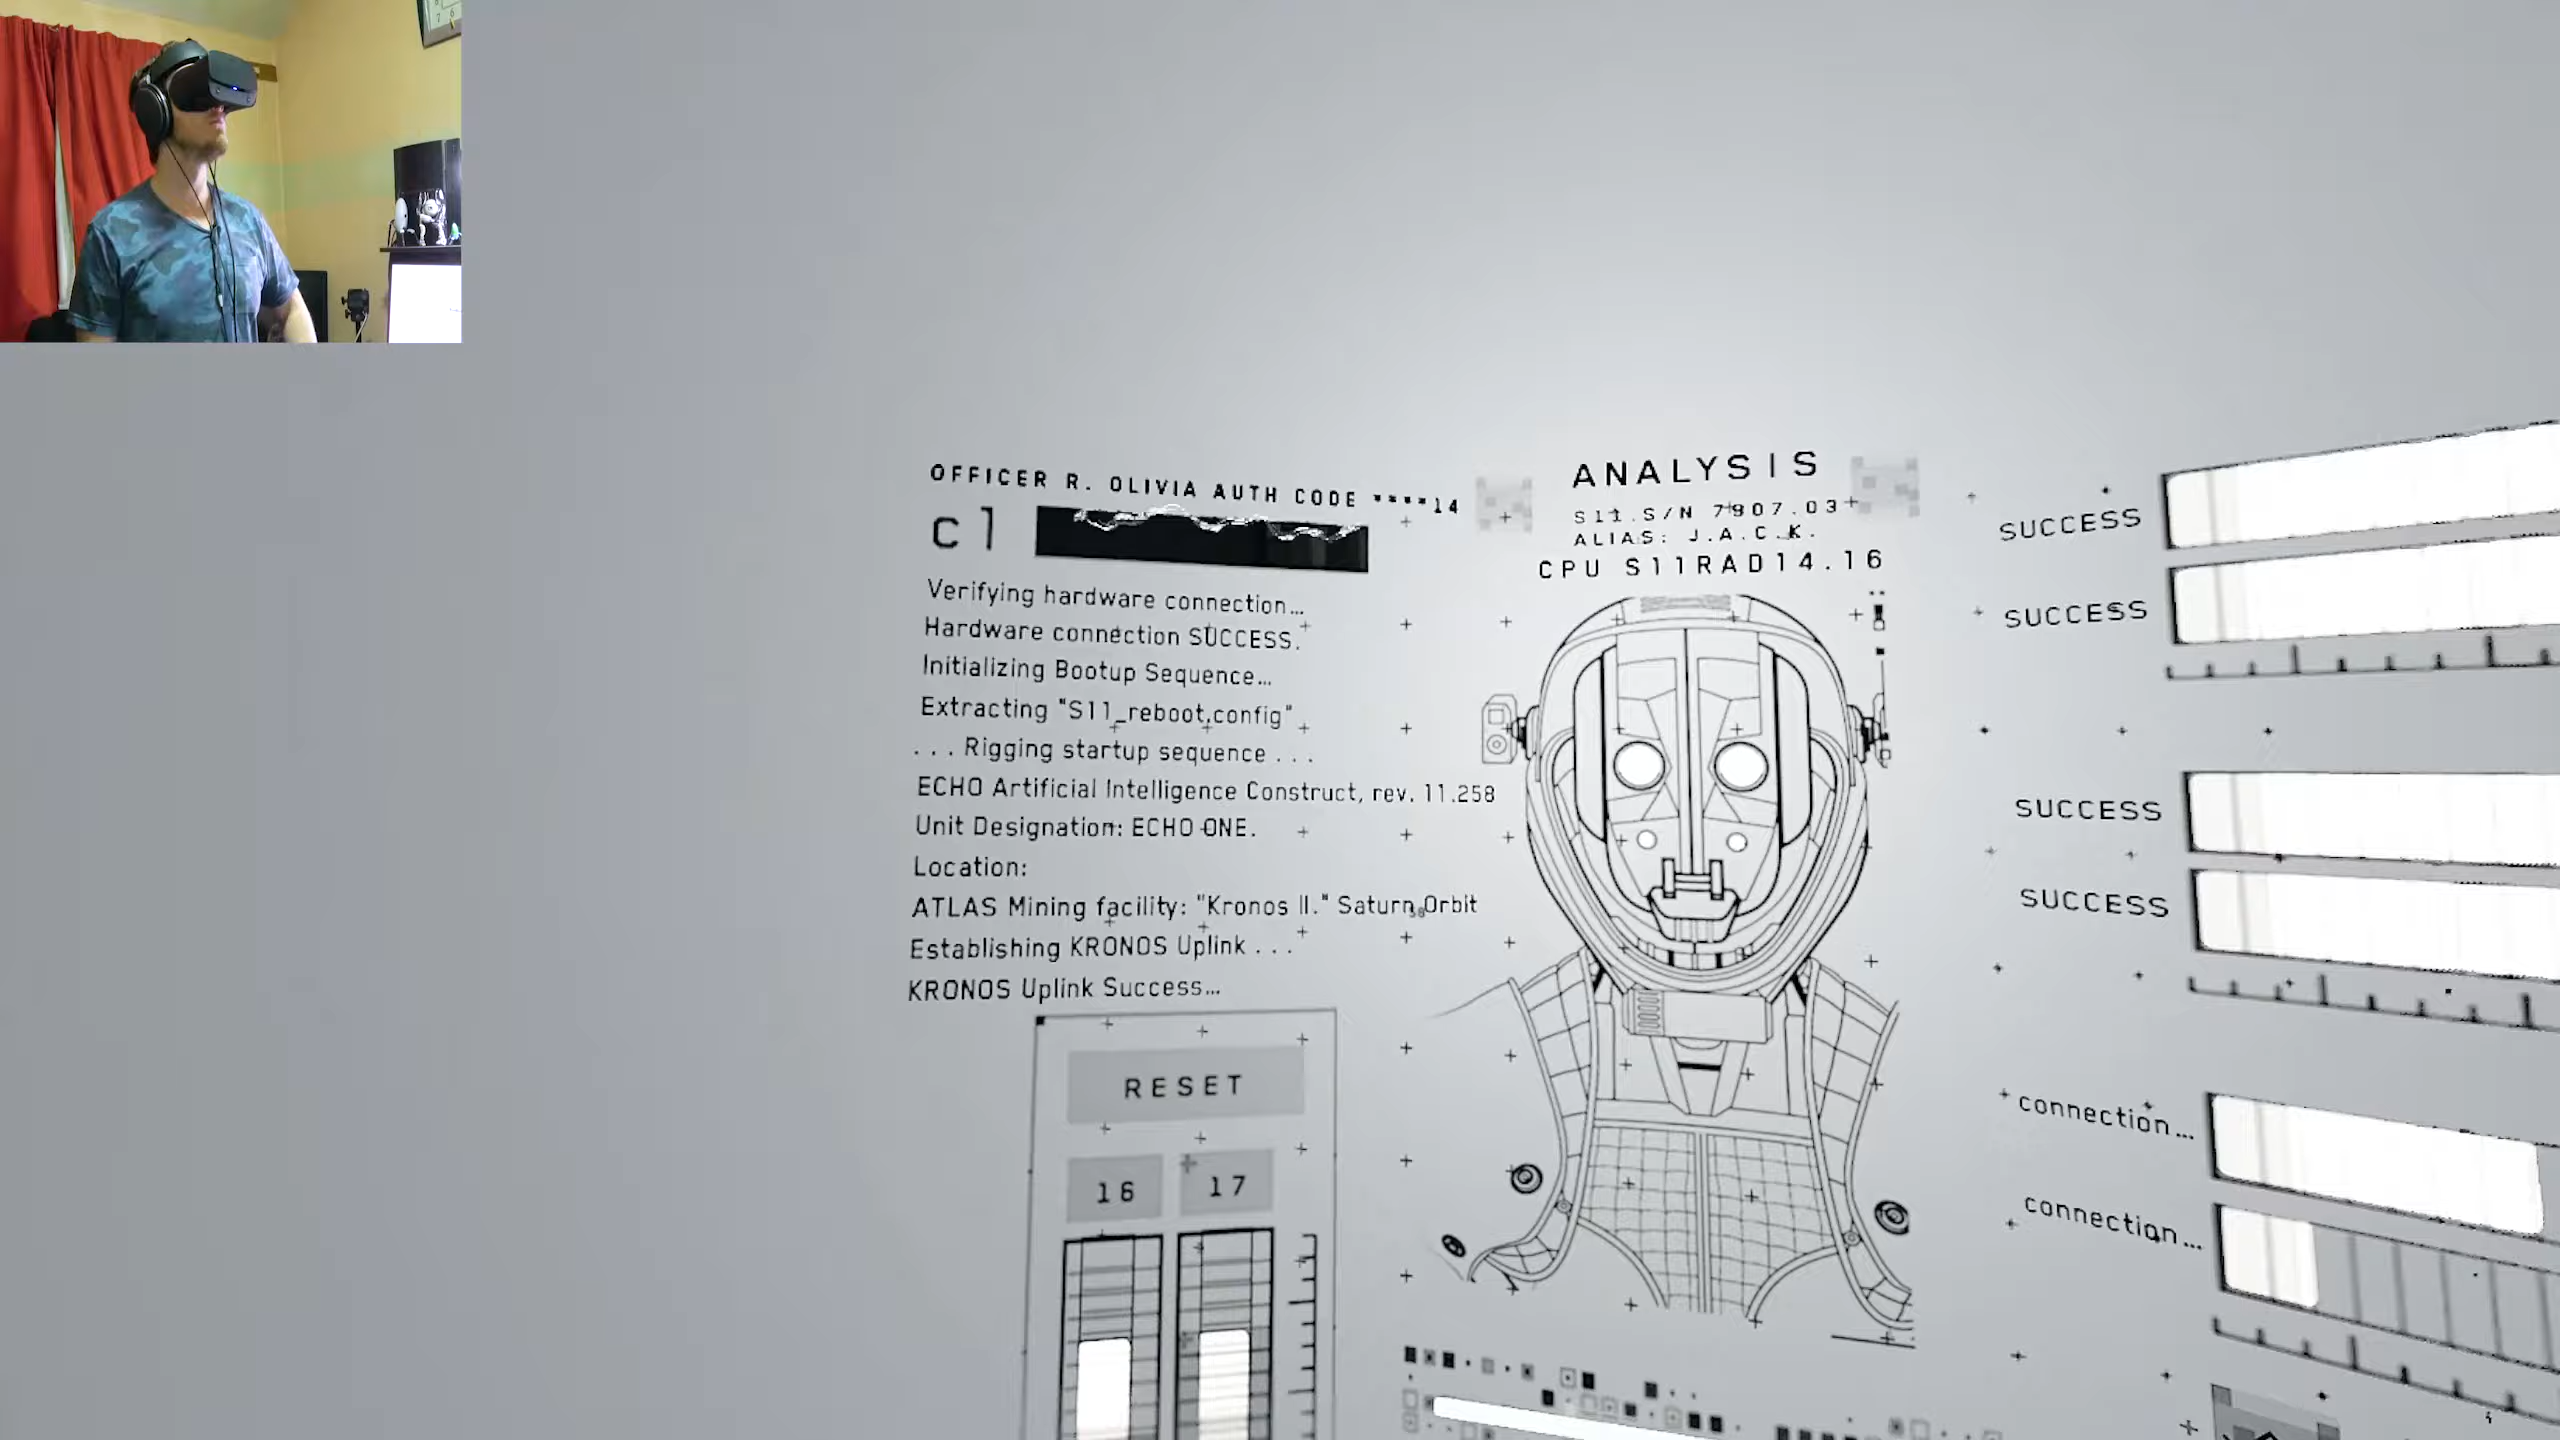 OFFICER R. OLIVIA AUTH CODE ****14
c1
Verifying hardware connection...
Hardware connection SUCCESS.
Initializing Bootup Sequence...
Extracting "S11_reboot.config"
... Rigging startup sequence ...
ECHO Artificial Intelligence Construct, rev. 11.258
Unit Designation: ECHO ONE.
Location:
ATLAS Mining facility: "Kronos II." Saturn Orbit
Establishing KRONOS Uplink ...
KRONOS Uplink Success...
RESET
16 17
ANALYSIS
S11.S/N 7907.03
ALIAS: J.A.C.K.
CPU S11RAD14.16
SUCCESS
SUCCESS
SUCCESS
SUCCESS
connection...
connection...